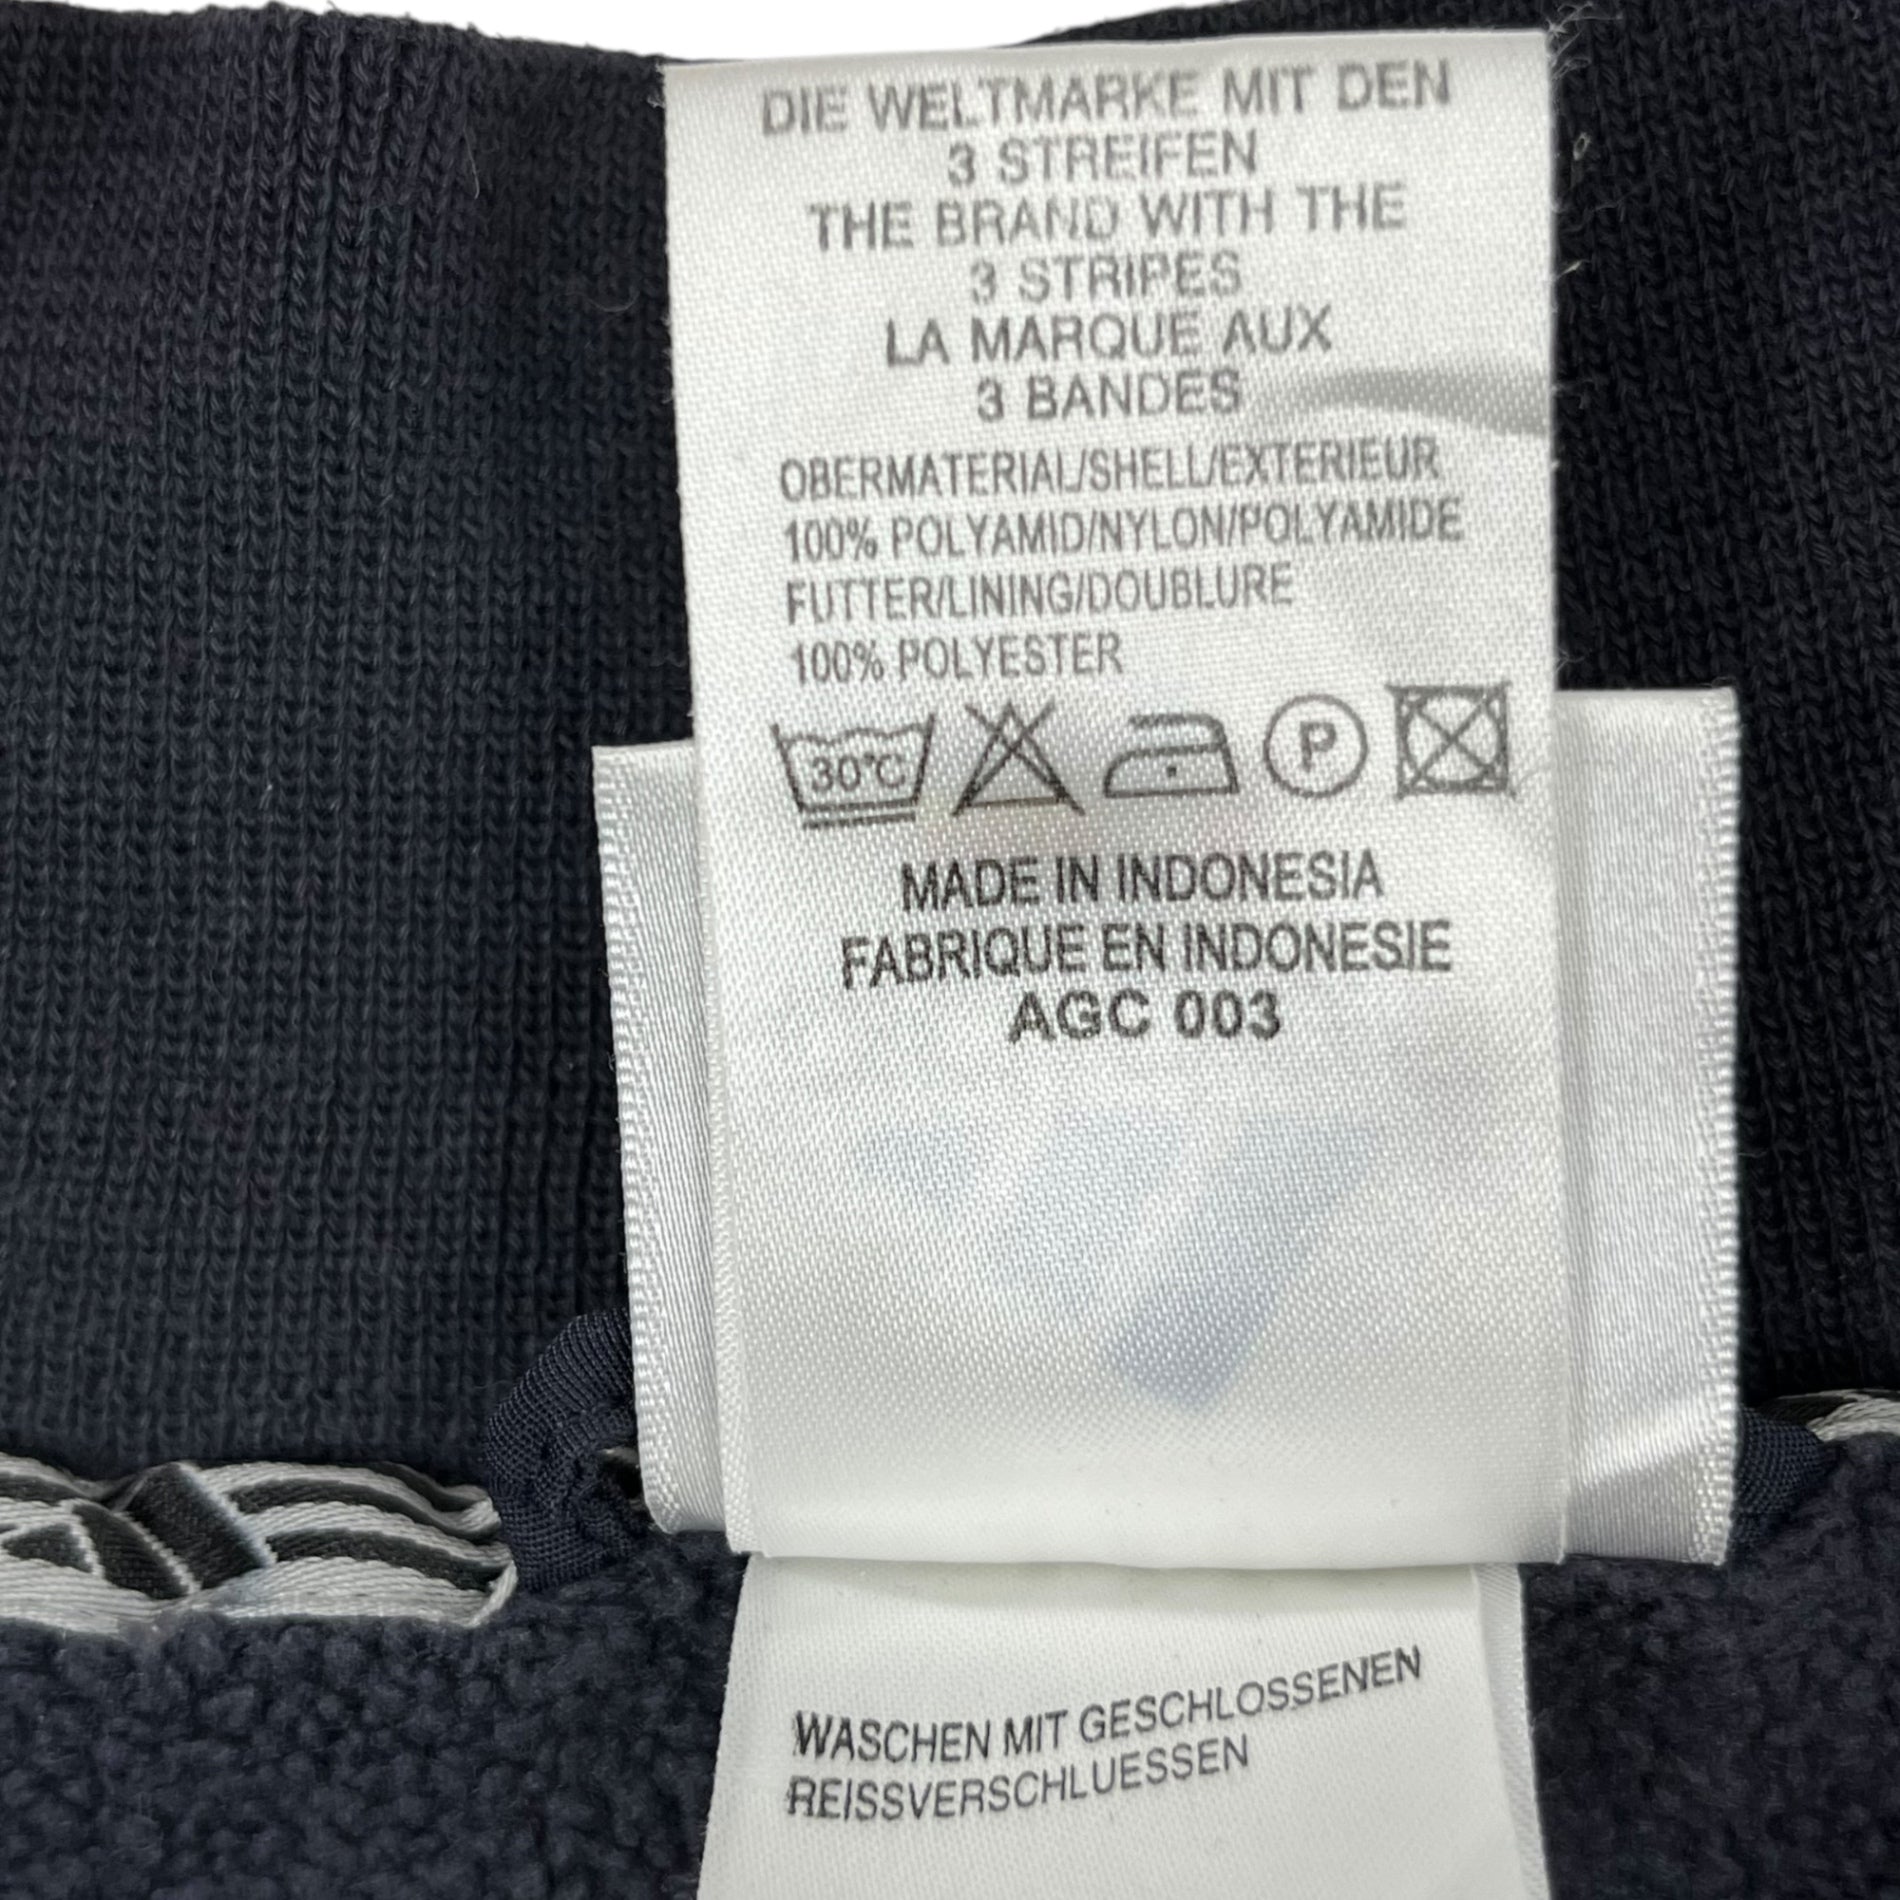 DIE WELTMARKE MIT DEN
3 STREIFEN
THE BRAND WITH THE
3 STRIPES
LA MARQUE AUX
3 BANDES
OBERMATERIAL/SHELL/EXTERIEUR
100% POLYAMID/NYLON/POLYAMIDE
FUTTER/LINING/DOUBLURE
100% POLYESTER
30°C P
MADE IN INDONESIA
FABRIQUE EN INDONESIE
AGC 003
WASCHEN MIT GESCHLOSSENEN
REISSVERSCHLUESSEN